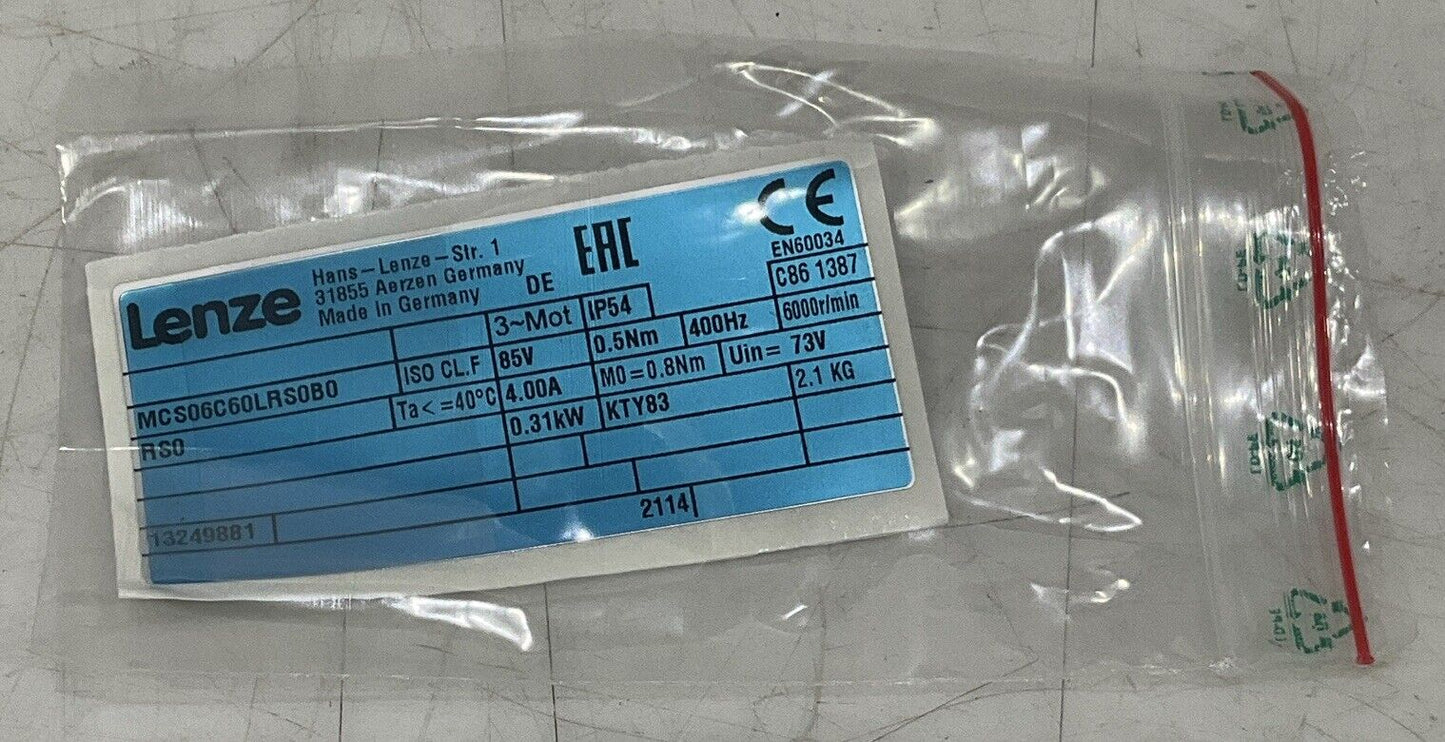 Lenze
Hans-Lenze-Str. 1
31855 Aerzen Germany
Made in Germany
DE
EAC
CE
EN60034
3~Mot IP54 C86 1387
MCS06C60LRS0B0 ISO CL.F 85V 0.5Nm 400Hz 6000r/min
RS0 Ta<=40°C 4.00A M0=0.8Nm Uin= 73V
0.31kW KTY83 2.1 KG
13249881 2114